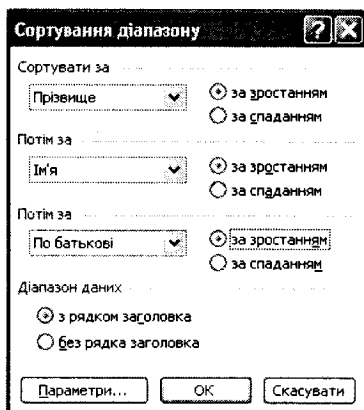 Сортування діапазону
Сортувати за
Прізвище
за зростанням
за спаданням
Потім за
Ім'я
за зростанням
за спаданням
Потім за
По батькові
за зростанням
за спаданням
Діапазон даних
з рядком заголовка
без рядка заголовка
Параметри...
ОК
Скасувати